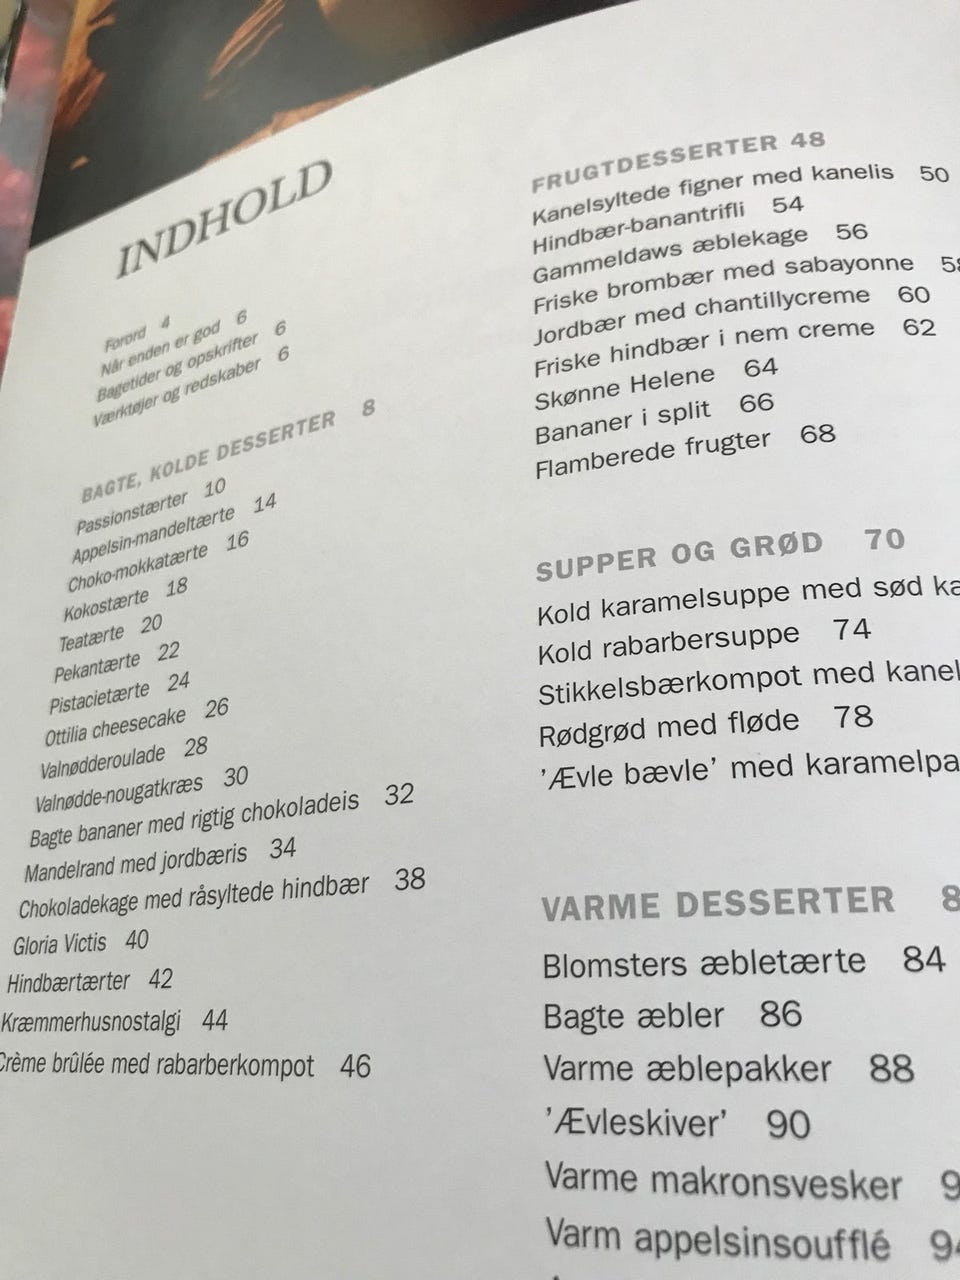 INDHOLD
Forord 4
Når enden er god 6
Bagetider og opskrifter 6
Værktøjer og redskaber 6
BAGTE, KOLDE DESSERTER 8
Passionstærter 10
Appelsin-mandeltærte 14
Choko-mokkatærte 16
Kokostærte 18
Teatærte 20
Pekantærte 22
Pistacietærte 24
Ottilia cheesecake 26
Valnødderoulade 28
Valnødde-nougatkræs 30
Bagte bananer med rigtig chokoladeis 32
Mandelrand med jordbæris 34
Chokoladekage med råsyltede hindbær 38
Gloria Victis 40
Hindbærtærter 42
Kræmmerhusnostalgi 44
Crème brûlée med rabarberkompot 46
FRUGTDESSERTER 48
Kanelsyltede figner med kanelis 50
Hindbær-banantrifli 54
Gammeldaws æblekage 56
Friske brombær med sabayonne 58
Jordbær med chantillycreme 60
Friske hindbær i nem creme 62
Skønne Helene 64
Bananer i split 66
Flamberede frugter 68
SUPPER OG GRØD 70
Kold karamelsuppe med sød
Kold rabarbersuppe 74
Stikkelsbærkompot med kanel
Rødgrød med fløde 78
'Ævle bævle' med
VARME DESSERTER
Blomsters æbletærte 84
Bagte æbler 86
Varme æblepakker 88
'Ævleskiver' 90
Varme makronsvesker
Varm appelsinsoufflé 94